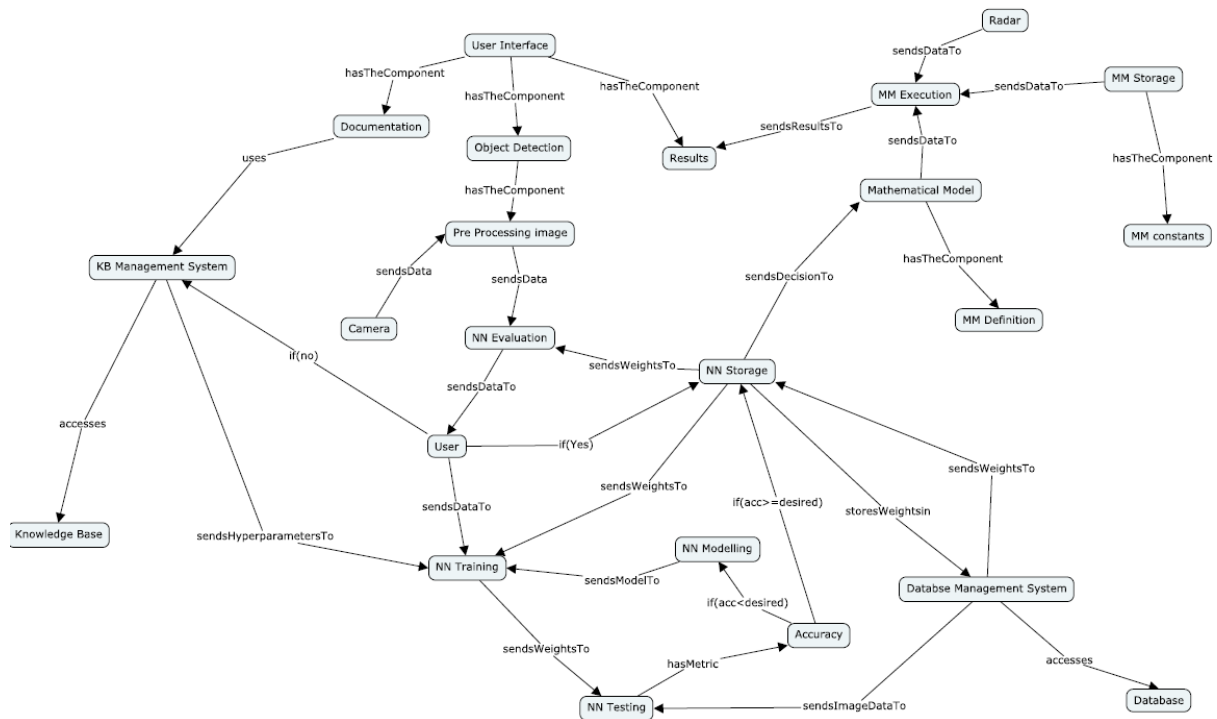 Radar
User Interface
sendsDataTo
hasTheComponent
MM Storage
hasTheComponent
hasTheComponent
MM Execution
sendsDataTo
Documentation
sendsResultsTo
Object Detection
sendsDataTo
Results
uses
hasTheComponent
hasTheComponent
Mathematical Model
Pre Processing image
MM constants
KB Management System
hasTheComponent
sendsData
sendsData
sendsDecisionTo
Camera
MM Definition
NN Evaluation
if(no)
sendsWeightsTo
NN Storage
sendsDataTo
accesses
User
if(Yes)
sendsWeightsTo
sendsWeightsTo
sendsDataTo
if(acc>=desired)
storesWeightsin
Knowledge Base
sendsHyperparametersTo
NN Modelling
NN Training
sendsModelTo
Databse Management System
if(acc<desired)
Accuracy
sendsWeightsTo
hasMetric
accesses
Database
NN Testing
sendsImageDataTo